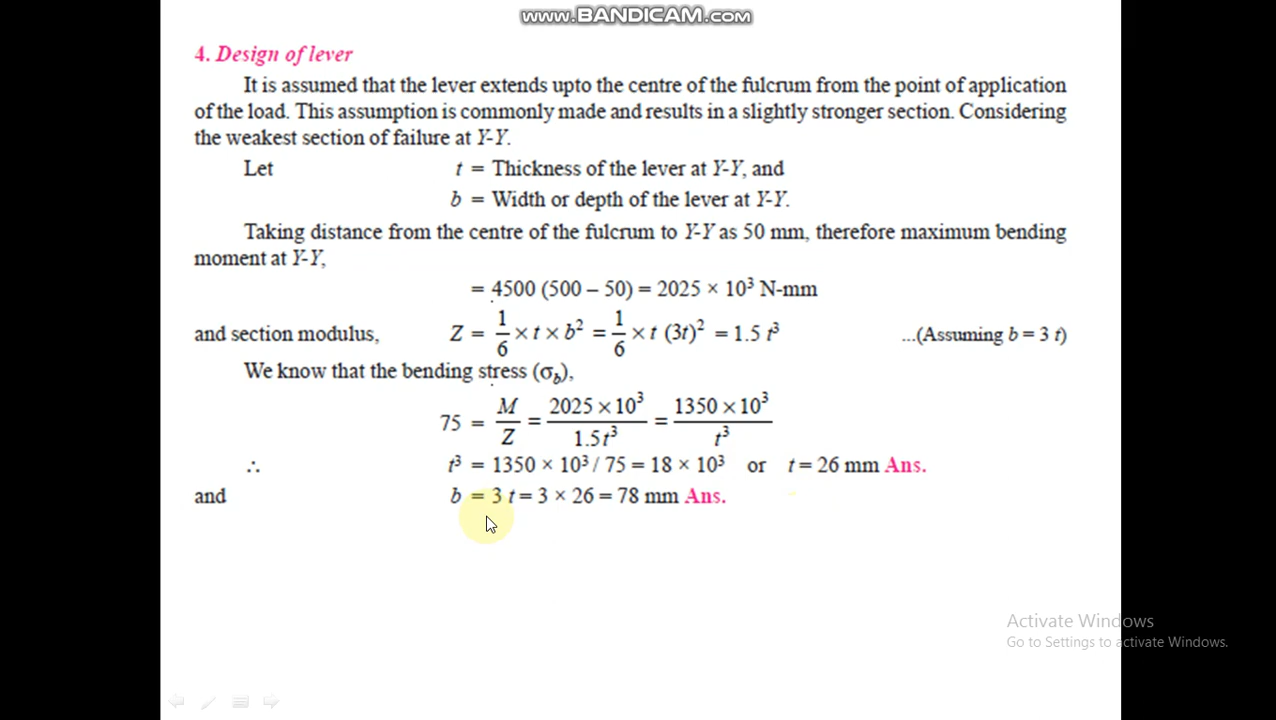 www.BANDICAM.com
4. Design of lever
It is assumed that the lever extends upto the centre of the fulcrum from the point of application
of the load. This assumption is commonly made and results in a slightly stronger section. Considering
the weakest section of failure at Y-Y.
Let t = Thickness of the lever at Y-Y, and
b = Width or depth of the lever at Y-Y.
Taking distance from the centre of the fulcrum to Y-Y as 50 mm, therefore maximum bending
moment at Y-Y,
= 4500 (500 – 50) = 2025 × 10³ N-mm
and section modulus, Z = 1/6 × t × b² = 1/6 × t (3t)² = 1.5 t³ ...(Assuming b = 3 t)
We know that the bending stress (σb),
75 = M/Z = 2025 × 10³/1.5t³ = 1350 × 10³/t³
∴ t³ = 1350 × 10³ / 75 = 18 × 10³ or t = 26 mm Ans.
and b = 3 t = 3 × 26 = 78 mm Ans.
Activate Windows
Go to Settings to activate Windows.